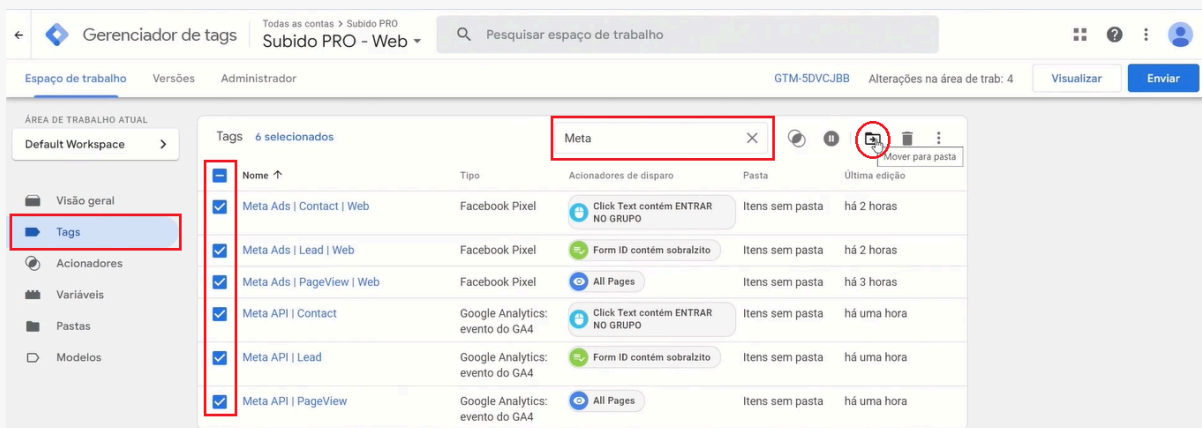 Todas as contas > Subido PRO
Gerenciador de tags
Subido PRO - Web
Pesquisar espaço de trabalho
Espaço de trabalho Versões Administrador
GTM-5DVCJBB Alterações na área de trab: 4 Visualizar Enviar
ÁREA DE TRABALHO ATUAL
Default Workspace >
Visão geral
Tags
Acionadores
Variáveis
Pastas
Modelos
Tags 6 selecionados
Meta
Mover para pasta
Nome ↑ Tipo Acionadores de disparo Pasta Última edição
Meta Ads | Contact | Web Facebook Pixel Click Text contém ENTRAR Itens sem pasta há 2 horas
NO GRUPO
Meta Ads | Lead | Web Facebook Pixel Form ID contém sobralzito Itens sem pasta há 2 horas
Meta Ads | PageView | Web Facebook Pixel All Pages Itens sem pasta há 3 horas
Meta API | Contact Google Analytics: Click Text contém ENTRAR Itens sem pasta há uma hora
evento do GA4 NO GRUPO
Meta API | Lead Google Analytics: Form ID contém sobralzito Itens sem pasta há uma hora
evento do GA4
Meta API | PageView Google Analytics: All Pages Itens sem pasta há uma hora
evento do GA4